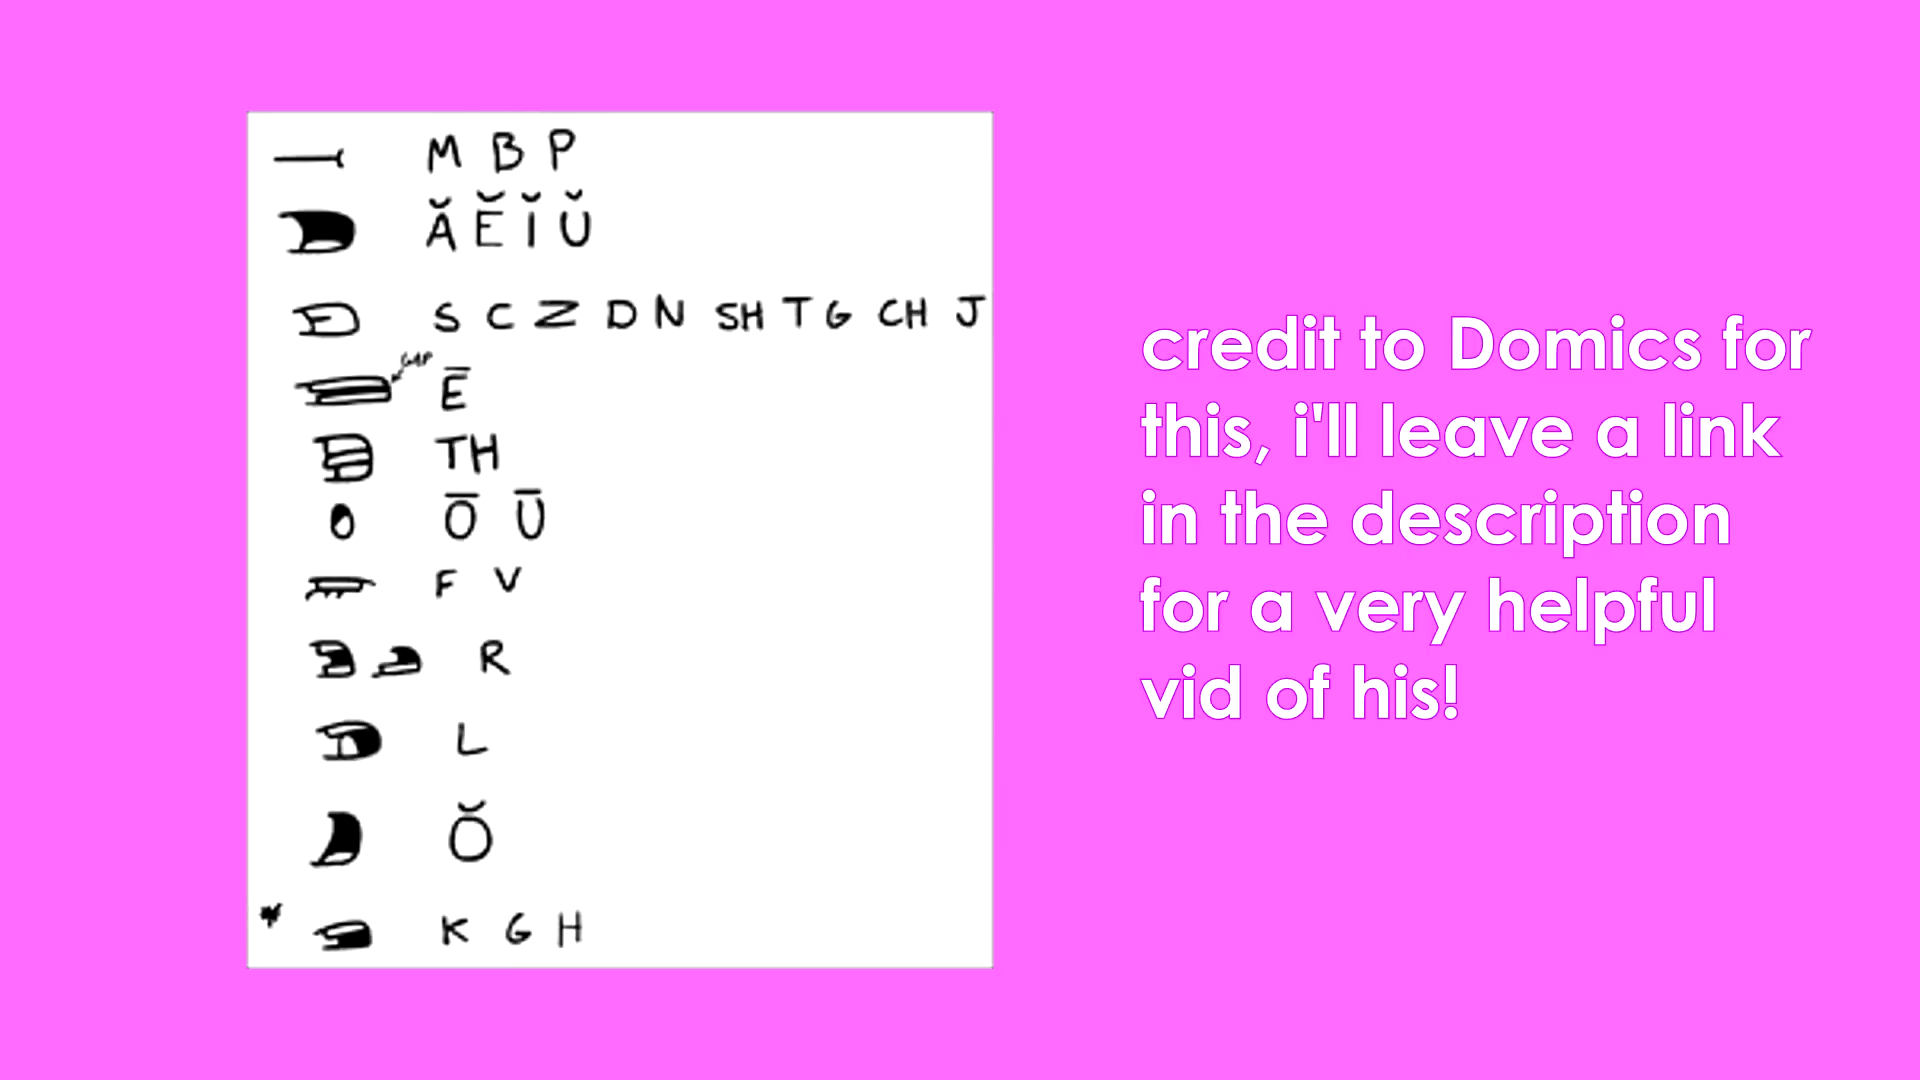 M B P
Ă Ĕ Ĭ Ŭ
S C Z D N SH T G CH J
GAP
Ē
TH
Ō Ū
F V
R
L
Ŏ
* K G H
credit to Domics for
this, i'll leave a link
in the description
for a very helpful
vid of his!